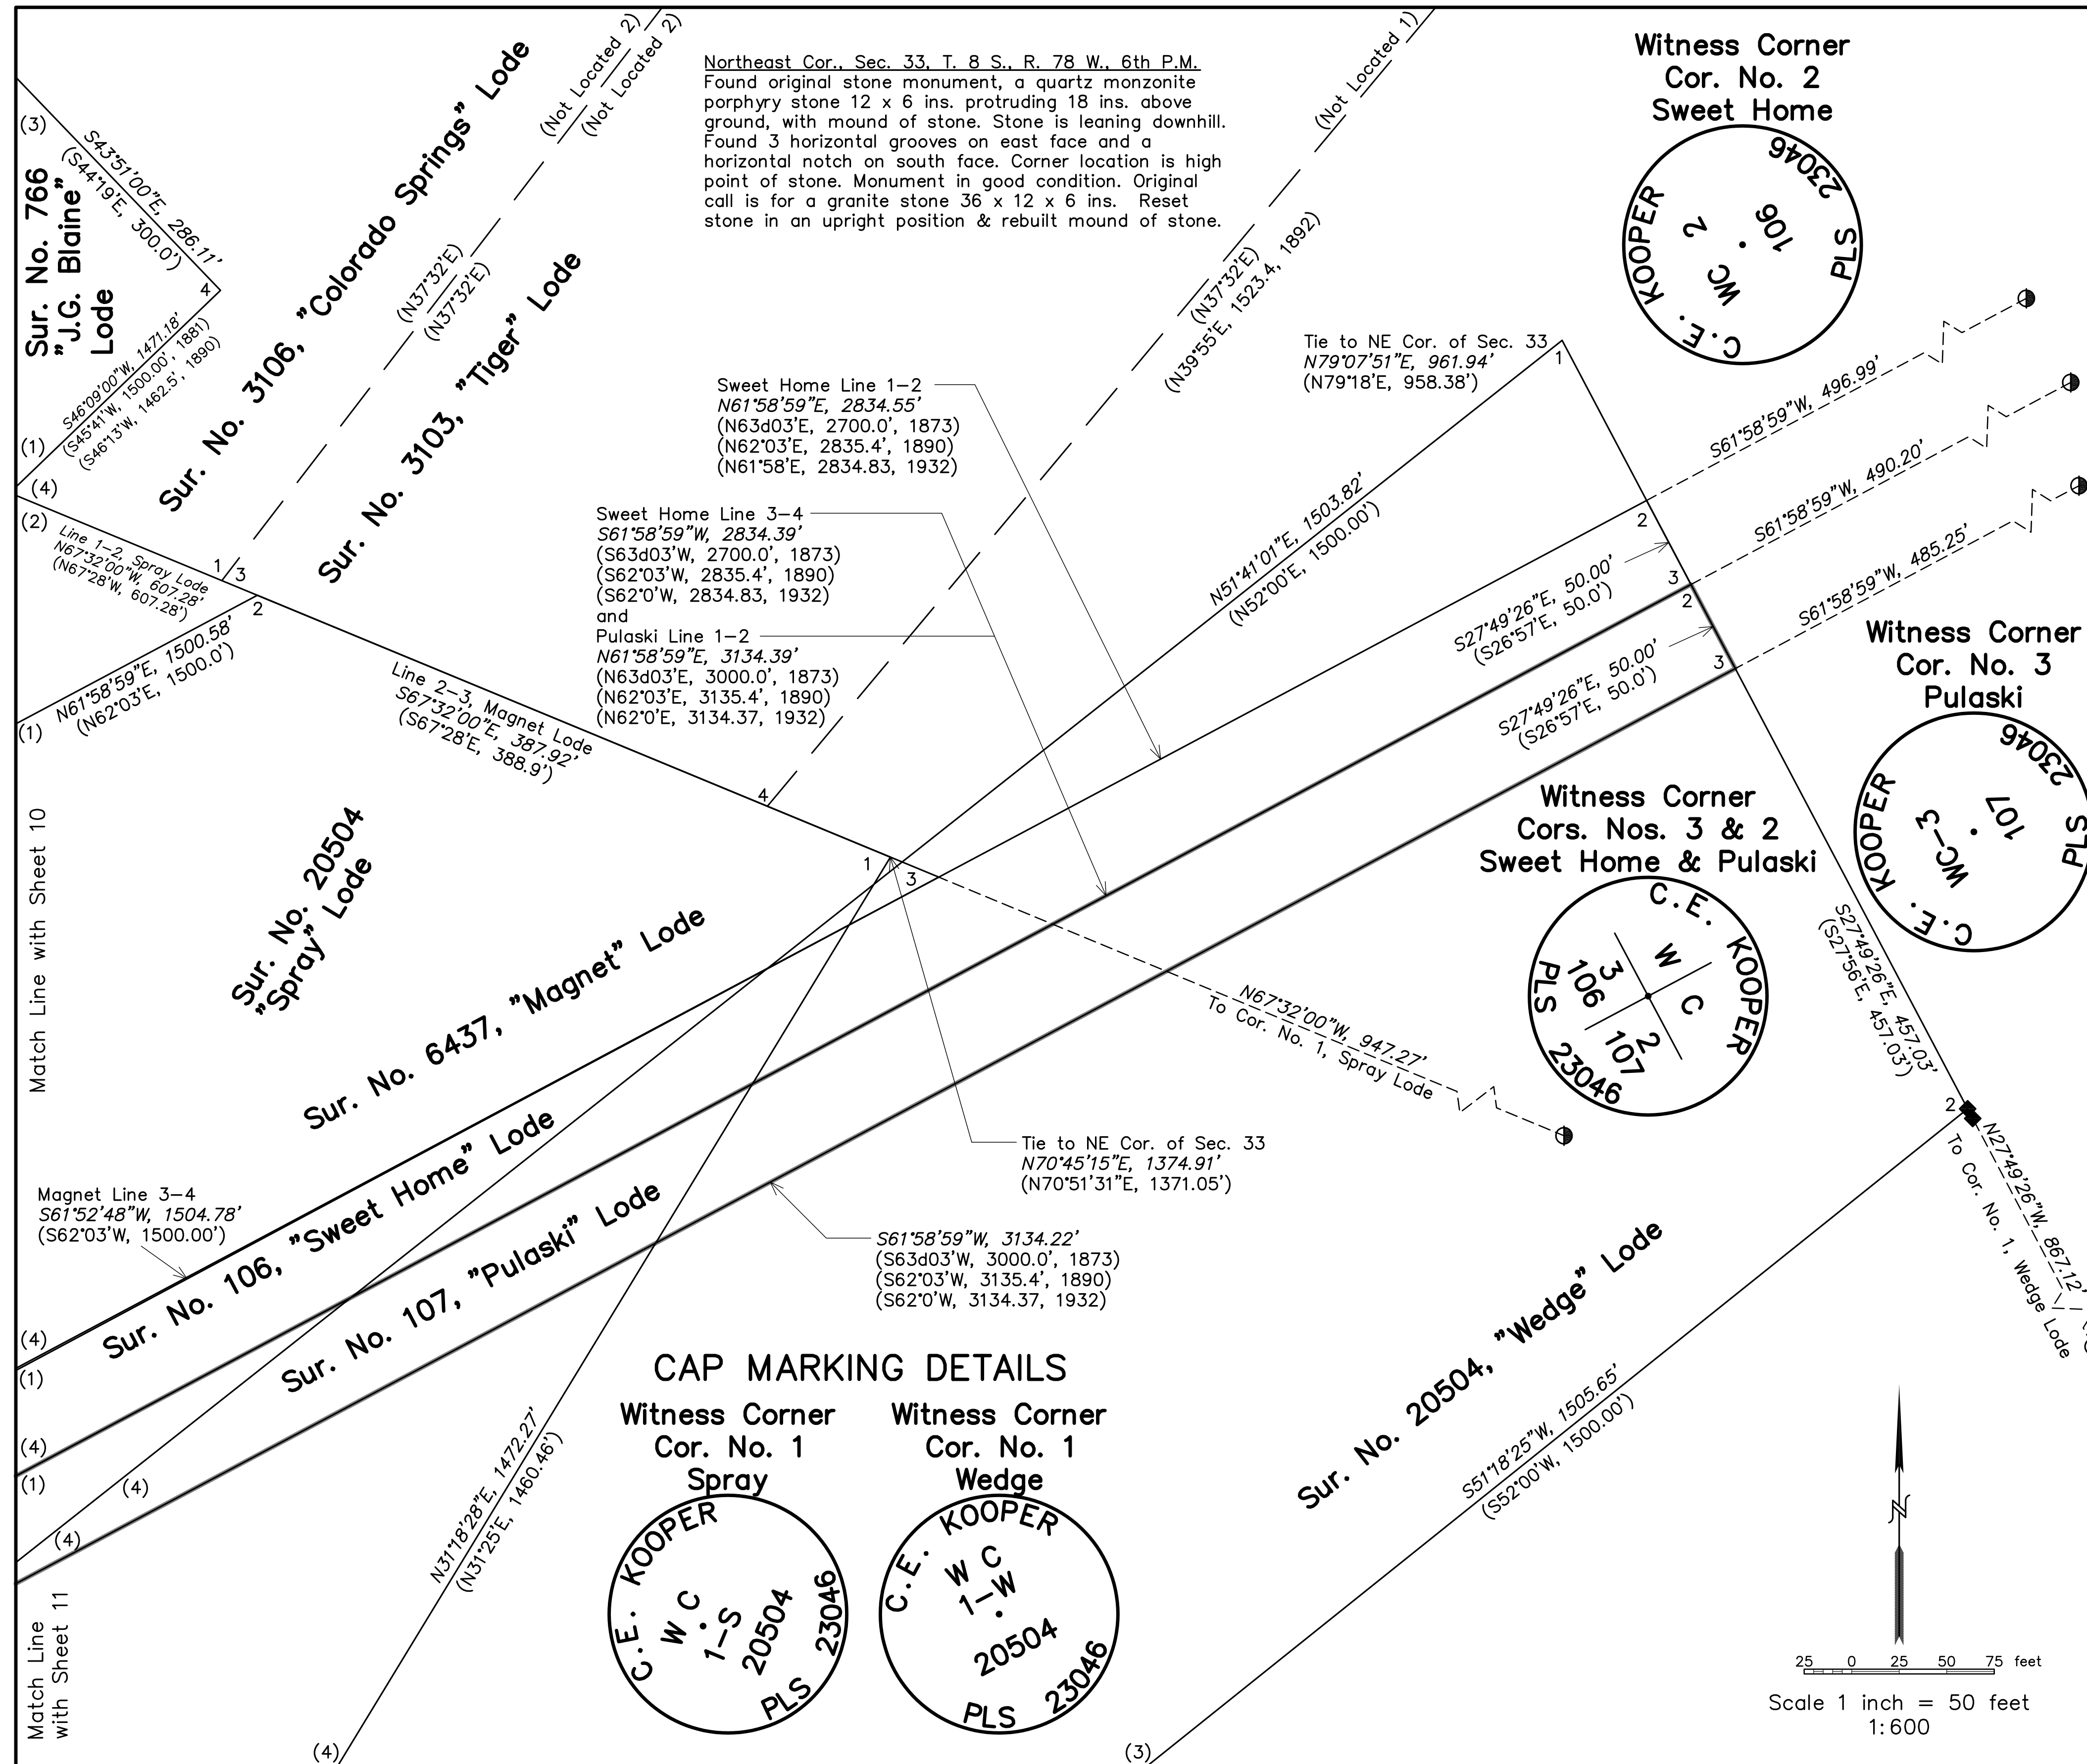 (3)
S43°51'00"E, 286.11'
(S44°19'E, 300.0')
Sur. No. 766
"J.G. Blaine"
Lode
4
S46°09'00"W, 1471.18'
(S45°41'W, 1500.00', 1881)
(S46°13'W, 1462.5', 1890)
(1)
(4)
(2)
Sur. No. 3106, "Colorado Springs" Lode
(Not Located 2)
(Not Located 2)
(N37°32'E)
(N37°32'E)
Sur. No. 3103, "Tiger" Lode
Northeast Cor., Sec. 33, T. 8 S., R. 78 W., 6th P.M.
Found original stone monument, a quartz monzonite
porphyry stone 12 x 6 ins. protruding 18 ins. above
ground, with mound of stone. Stone is leaning downhill.
Found 3 horizontal grooves on east face and a
horizontal notch on south face. Corner location is high
point of stone. Monument in good condition. Original
call is for a granite stone 36 x 12 x 6 ins. Reset
stone in an upright position & rebuilt mound of stone.
(Not Located 1)
(N37°32'E)
(N39°55'E, 1523.4, 1892)
Witness Corner
Cor. No. 2
Sweet Home
C.E. KOOPER
WC 2
106
PLS 23046
Tie to NE Cor. of Sec. 33
N79°07'51"E, 961.94'
(N79°18'E, 958.38')
1
Sweet Home Line 1-2
N61°58'59"E, 2834.55'
(N63d03'E, 2700.0', 1873)
(N62°03'E, 2835.4', 1890)
(N61°58'E, 2834.83, 1932)
S61°58'59"W, 496.99'
S61°58'59"W, 490.20'
S61°58'59"W, 485.25'
Sweet Home Line 3-4
S61°58'59"W, 2834.39'
(S63d03'W, 2700.0', 1873)
(S62°03'W, 2835.4', 1890)
(S62°0'W, 2834.83, 1932)
and
Pulaski Line 1-2
N61°58'59"E, 3134.39'
(N63d03'E, 3000.0', 1873)
(N62°03'E, 3135.4', 1890)
(N62°0'E, 3134.37, 1932)
N51°41'01"E, 1503.82'
(N52°00'E, 1500.00')
2
3
2
3
S27°49'26"E, 50.00'
(S26°57'E, 50.0')
S27°49'26"E, 50.00'
(S26°57'E, 50.0')
Line 1-2, Spray Lode
N67°32'00"W, 607.28'
(N67°28'W, 607.28')
1
3
2
N61°58'59"E, 1500.58'
(N62°03'E, 1500.0')
(1)
Line 2-3, Magnet Lode
S67°32'00"E, 387.92'
(S67°28'E, 388.9')
4
1
3
Witness Corner
Cor. No. 3
Pulaski
C.E. KOOPER
WC-3
107
PLS 23046
Witness Corner
Cors. Nos. 3 & 2
Sweet Home & Pulaski
C.E. KOOPER
W C
3
106
2
107
PLS 23046
S27°49'26"E, 457.03'
(S27°56'E, 457.03')
2
N27°49'26"W, 867.12'
To Cor. No. 1, Wedge Lode
Match Line with Sheet 10
Sur. No. 20504
"Spray" Lode
Sur. No. 6437, "Magnet" Lode
N67°32'00"W, 947.27'
To Cor. No. 1, Spray Lode
Tie to NE Cor. of Sec. 33
N70°45'15"E, 1374.91'
(N70°51'31"E, 1371.05')
Magnet Line 3-4
S61°52'48"W, 1504.78'
(S62°03'W, 1500.00')
Sur. No. 106, "Sweet Home" Lode
Sur. No. 107, "Pulaski" Lode
S61°58'59"W, 3134.22'
(S63d03'W, 3000.0', 1873)
(S62°03'W, 3135.4', 1890)
(S62°0'W, 3134.37, 1932)
(4)
(1)
(4)
(1)
(4)
(4)
Match Line
with Sheet 11
N31°18'28"E, 1472.27'
(N31°25'E, 1460.46')
(4)
CAP MARKING DETAILS
Witness Corner
Cor. No. 1
Spray
C.E. KOOPER
W C
1-S
20504
PLS 23046
Witness Corner
Cor. No. 1
Wedge
C.E. KOOPER
W C
1-W
20504
PLS 23046
Sur. No. 20504, "Wedge" Lode
S51°18'25"W, 1505.65'
(S52°00'W, 1500.00')
(3)
25 0 25 50 75 feet
Scale 1 inch = 50 feet
1:600